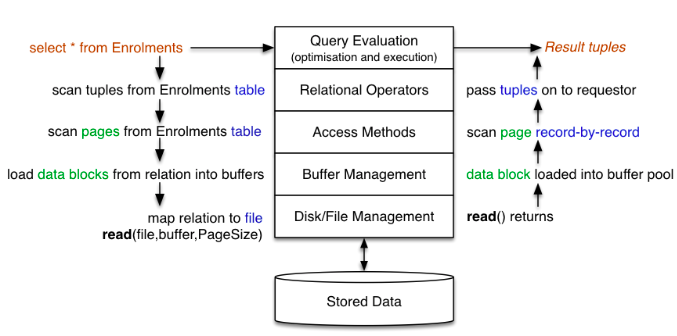 select * from Enrolments
Query Evaluation
(optimisation and execution)
Result tuples
scan tuples from Enrolments table
Relational Operators
pass tuples on to requestor
scan pages from Enrolments table
Access Methods
scan page record-by-record
load data blocks from relation into buffers
Buffer Management
data block loaded into buffer pool
map relation to file
read(file,buffer,PageSize)
Disk/File Management
read() returns
Stored Data